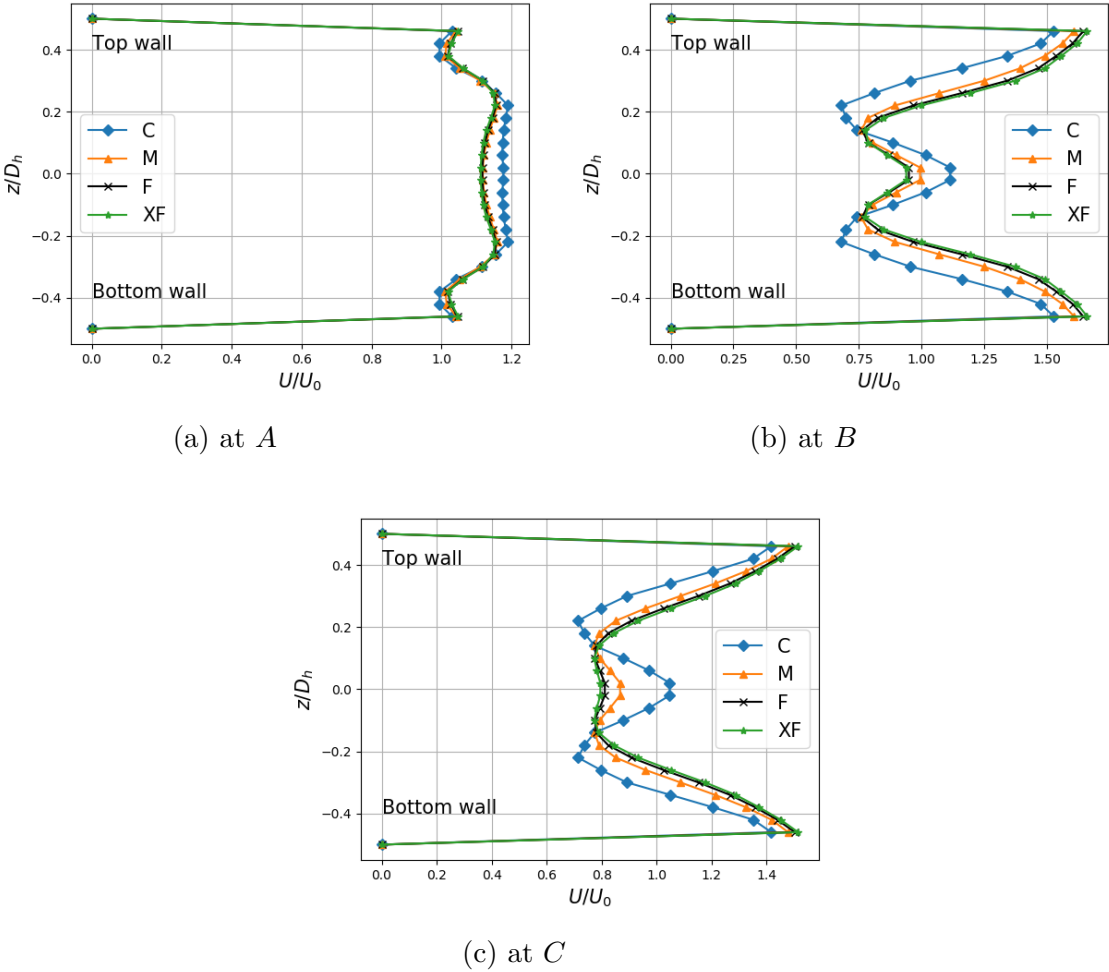 0.4
0.2
0.0
−0.2
−0.4
z/D_h
Top wall
Bottom wall
C
M
F
XF
0.0 0.2 0.4 0.6 0.8 1.0 1.2
U/U_0
(a) at A
0.4
0.2
0.0
−0.2
−0.4
z/D_h
Top wall
Bottom wall
C
M
F
XF
0.00 0.25 0.50 0.75 1.00 1.25 1.50
U/U_0
(b) at B
0.4
0.2
0.0
−0.2
−0.4
z/D_h
Top wall
Bottom wall
C
M
F
XF
0.0 0.2 0.4 0.6 0.8 1.0 1.2 1.4
U/U_0
(c) at C